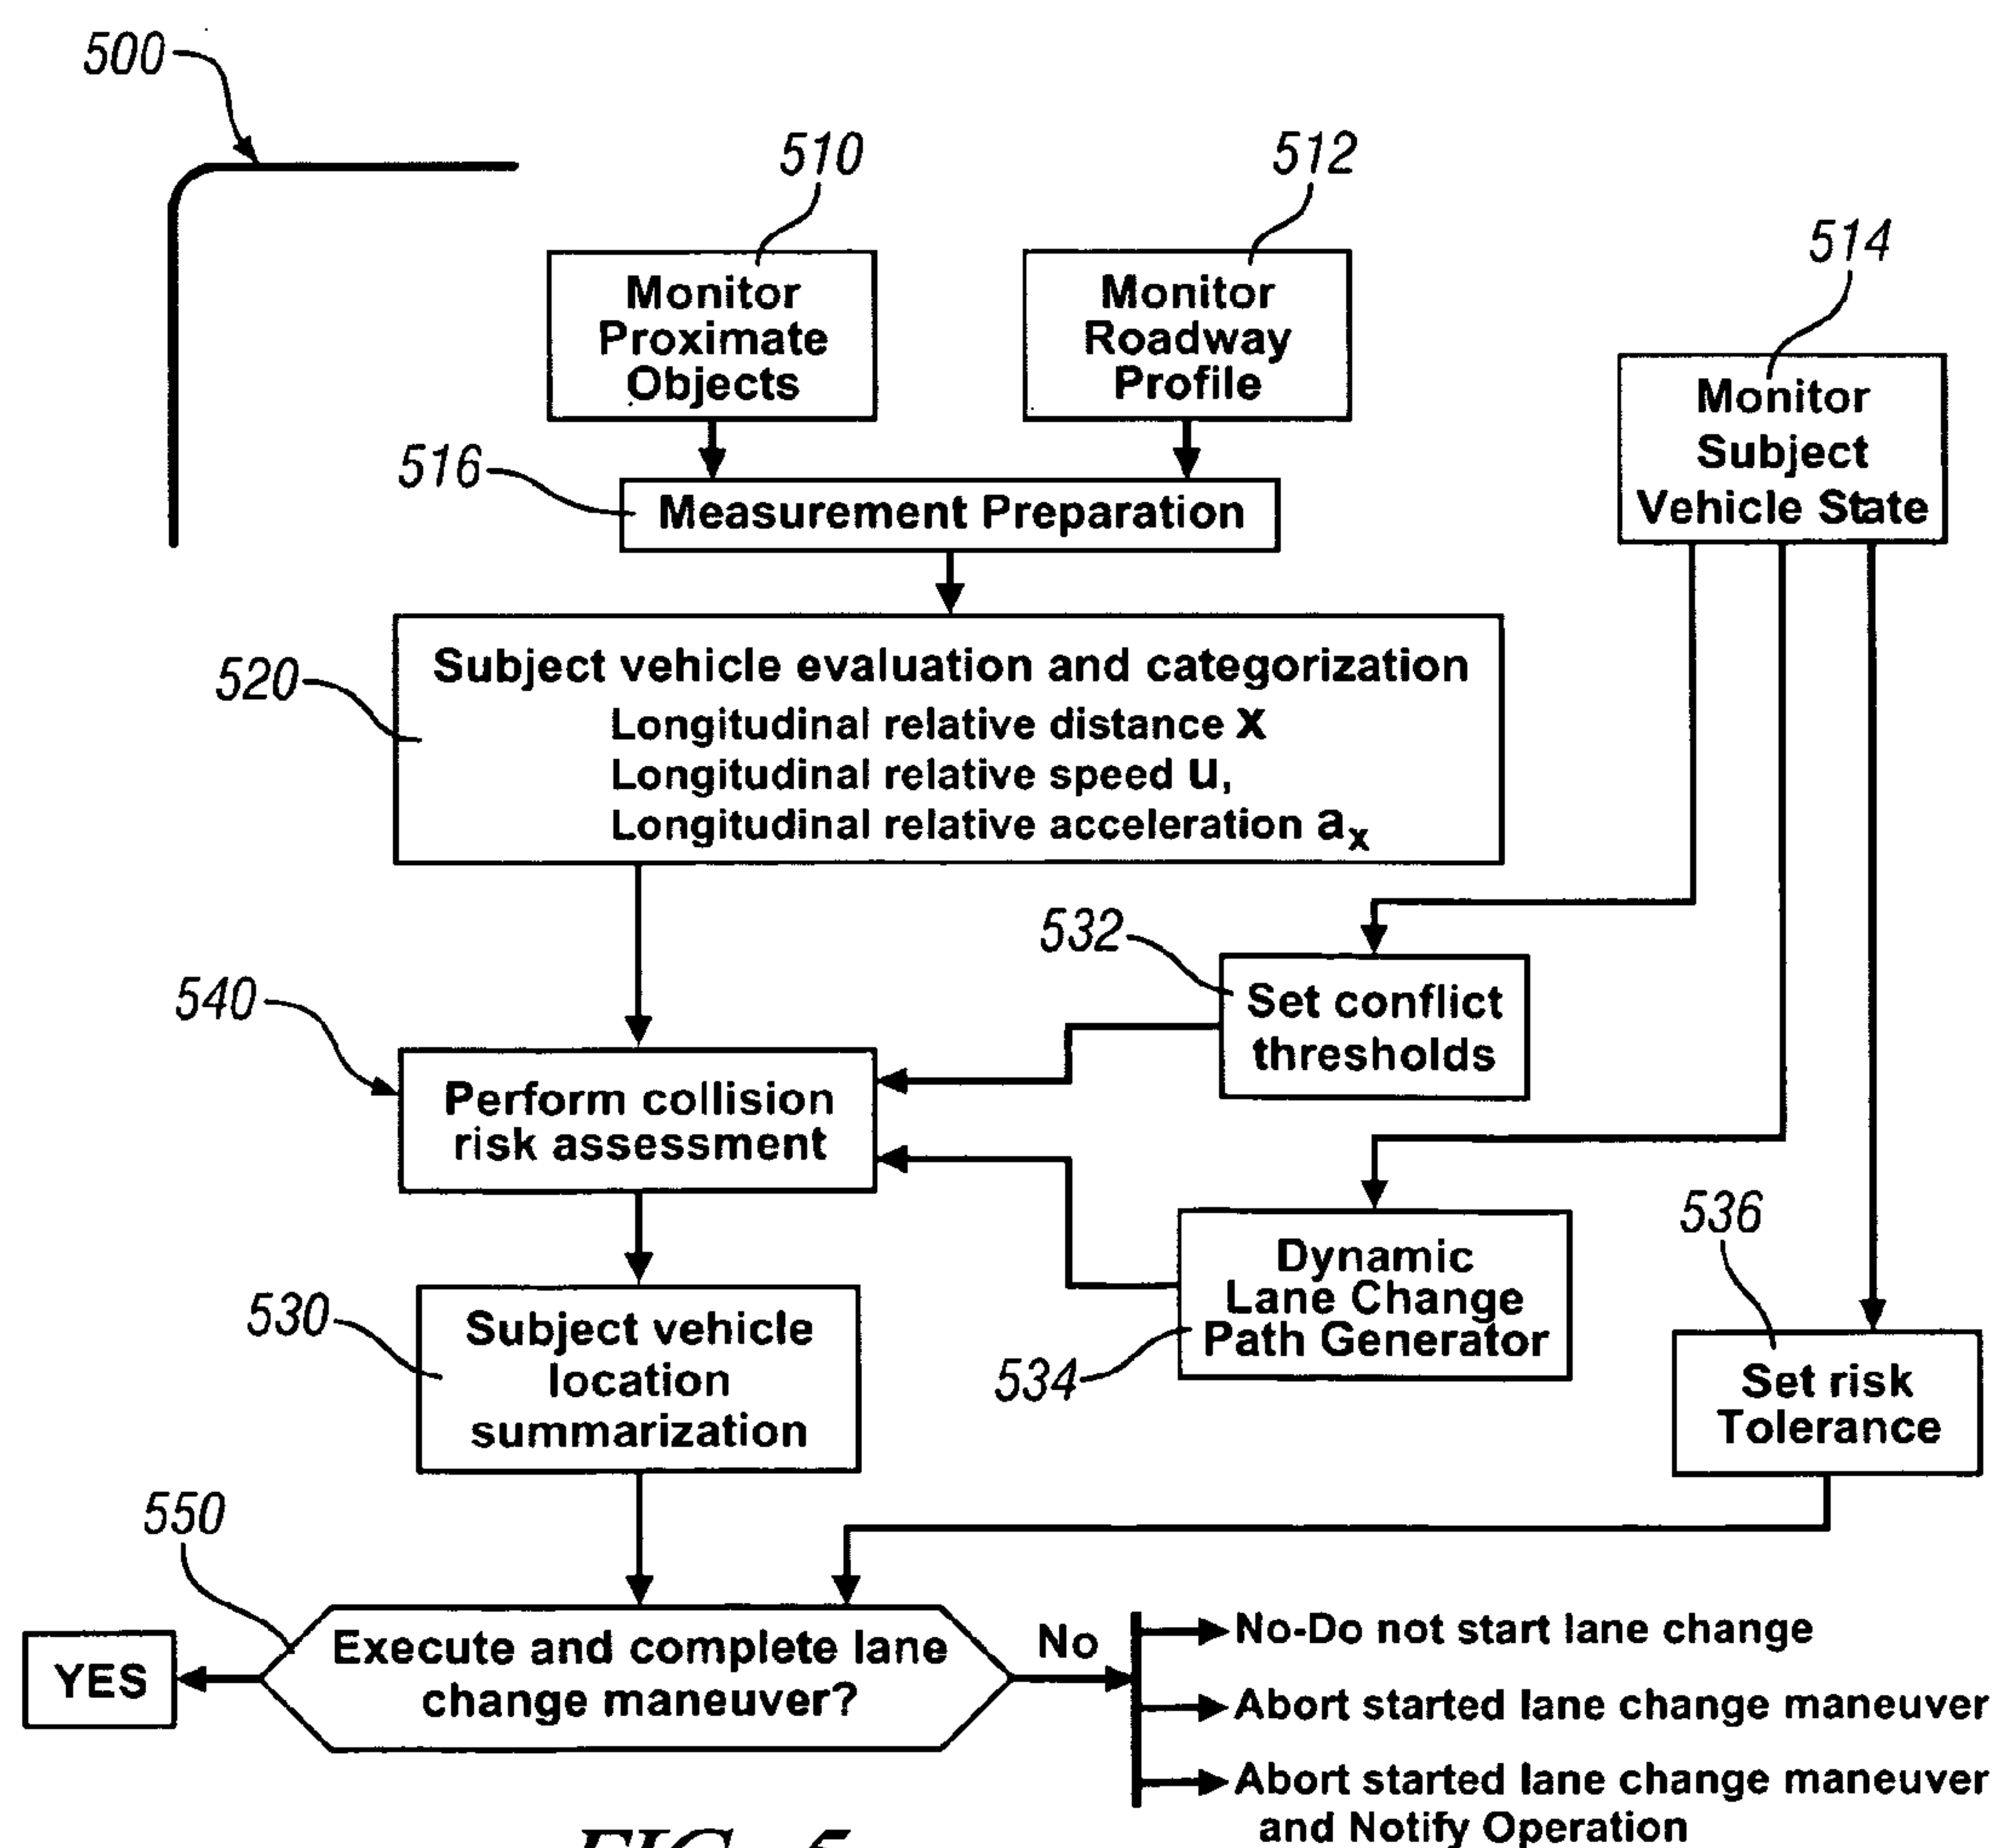 500
510
512
514
Monitor
Proximate
Objects
Monitor
Roadway
Profile
Monitor
Subject
Vehicle State
516
Measurement Preparation
520
Subject vehicle evaluation and categorization
Longitudinal relative distance x
Longitudinal relative speed u,
Longitudinal relative acceleration aₓ
532
Set conflict
thresholds
540
Perform collision
risk assessment
534
Dynamic
Lane Change
Path Generator
536
Set risk
Tolerance
530
Subject vehicle
location
summarization
550
Execute and complete lane
change maneuver?
YES
No
No-Do not start lane change
Abort started lane change maneuver
Abort started lane change maneuver
and Notify Operation
FIG. 5